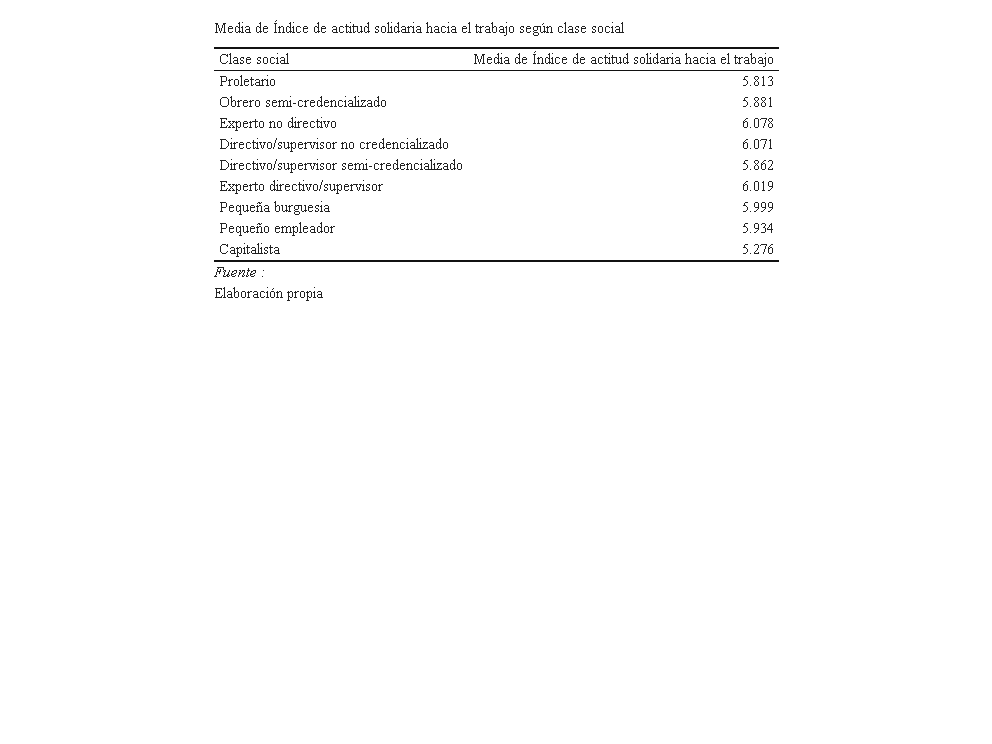 Media de Índice de actitud solidaria hacia el trabajo según clase social
Clase social Media de Índice de actitud solidaria hacia el trabajo
Proletario 5.813
Obrero semi-credencializado 5.881
Experto no directivo 6.078
Directivo/supervisor no credencializado 6.071
Directivo/supervisor semi-credencializado 5.862
Experto directivo/supervisor 6.019
Pequeña burguesia 5.999
Pequeño empleador 5.934
Capitalista 5.276
Fuente :
Elaboración propia